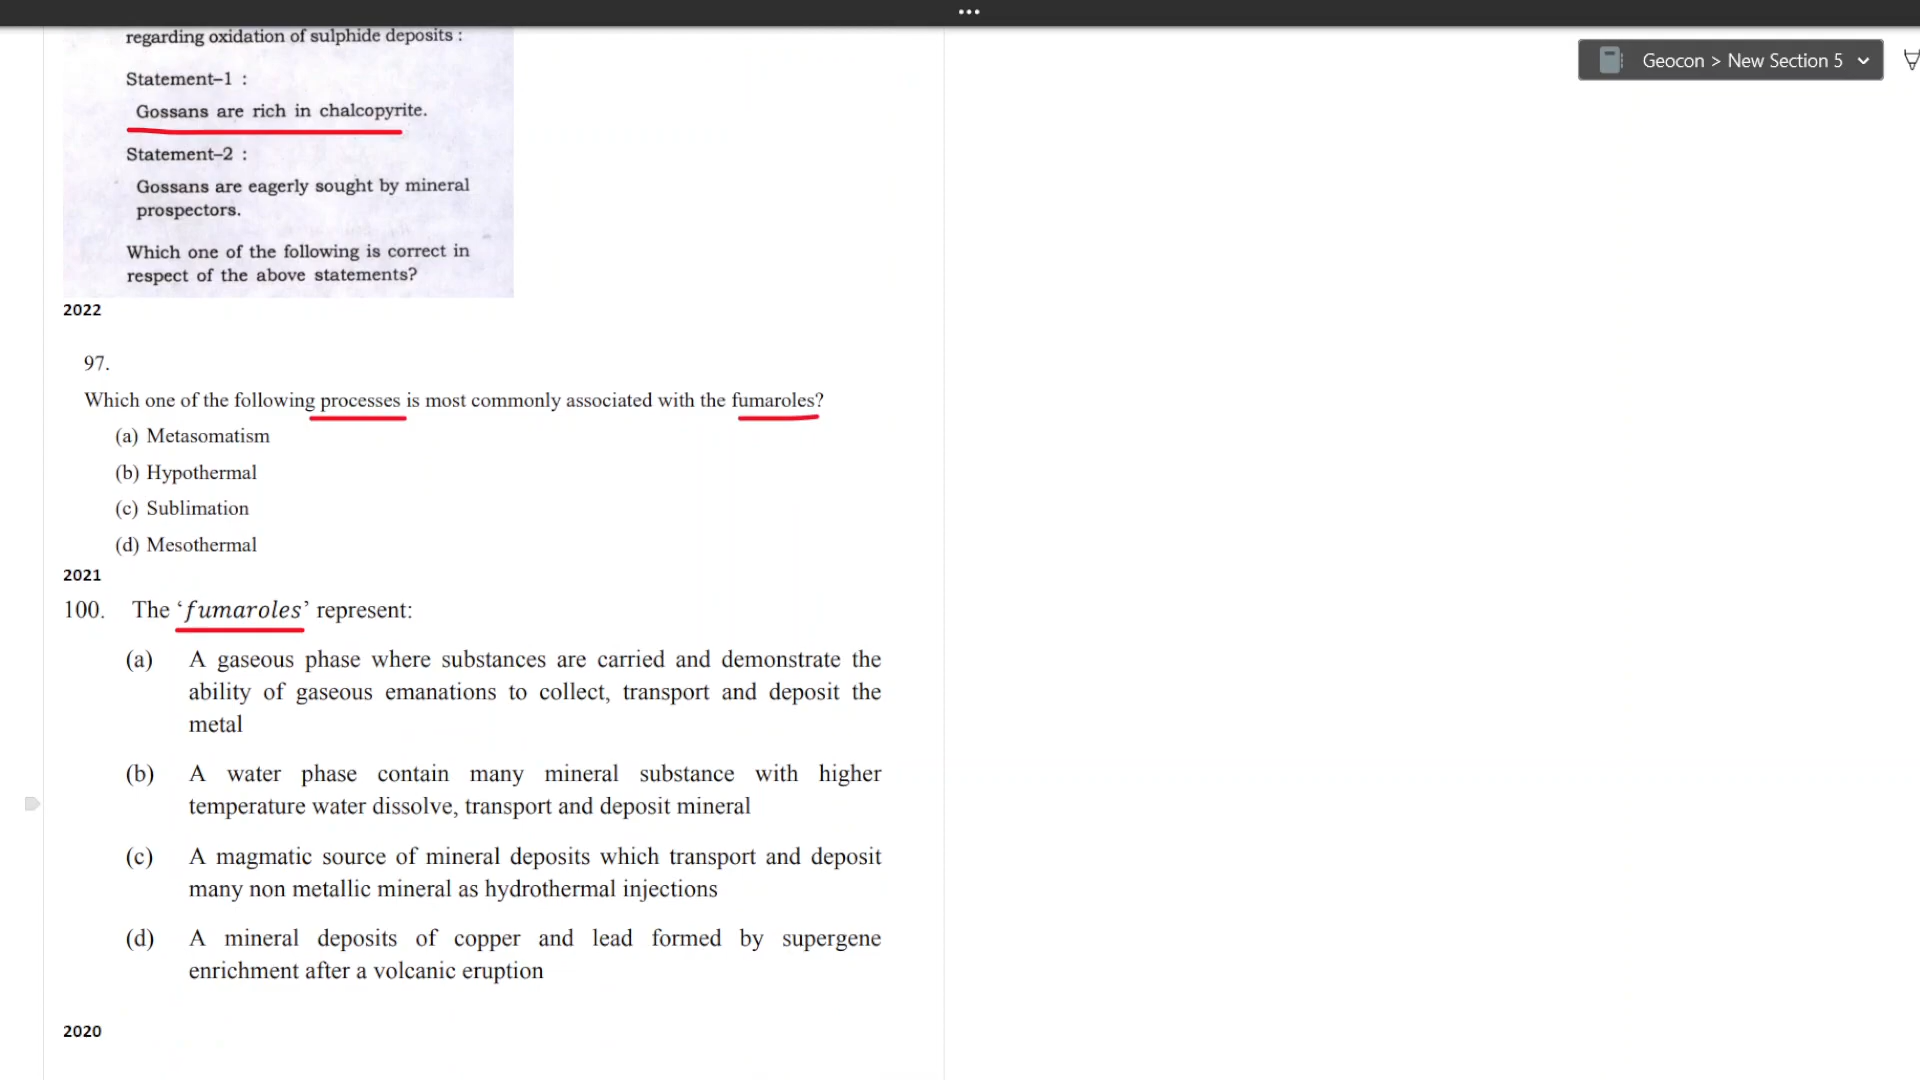 Geocon > New Section 5
regarding oxidation of sulphide deposits :
Statement–1 :
Gossans are rich in chalcopyrite.
Statement–2 :
Gossans are eagerly sought by mineral
prospectors.
Which one of the following is correct in
respect of the above statements?
2022
97.
Which one of the following processes is most commonly associated with the fumaroles?
(a) Metasomatism
(b) Hypothermal
(c) Sublimation
(d) Mesothermal
2021
100. The ‘fumaroles’ represent:
(a) A gaseous phase where substances are carried and demonstrate the
ability of gaseous emanations to collect, transport and deposit the
metal
(b) A water phase contain many mineral substance with higher
temperature water dissolve, transport and deposit mineral
(c) A magmatic source of mineral deposits which transport and deposit
many non metallic mineral as hydrothermal injections
(d) A mineral deposits of copper and lead formed by supergene
enrichment after a volcanic eruption
2020